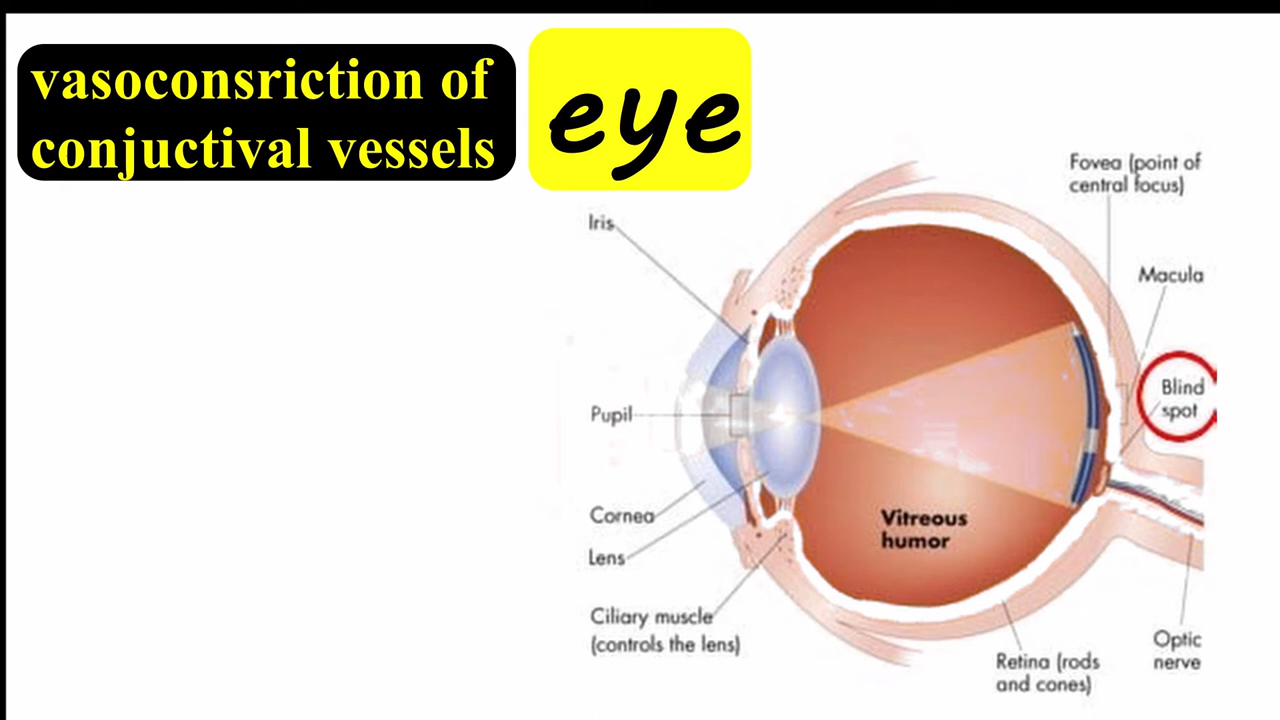 vasoconsriction of
conjuctival vessels
eye
Fovea (point of
central focus)
Iris
Macula
Blind
spot
Pupil
Cornea
Vitreous
humor
Lens
Ciliary muscle
(controls the lens)
Optic
nerve
Retina (rods
and cones)